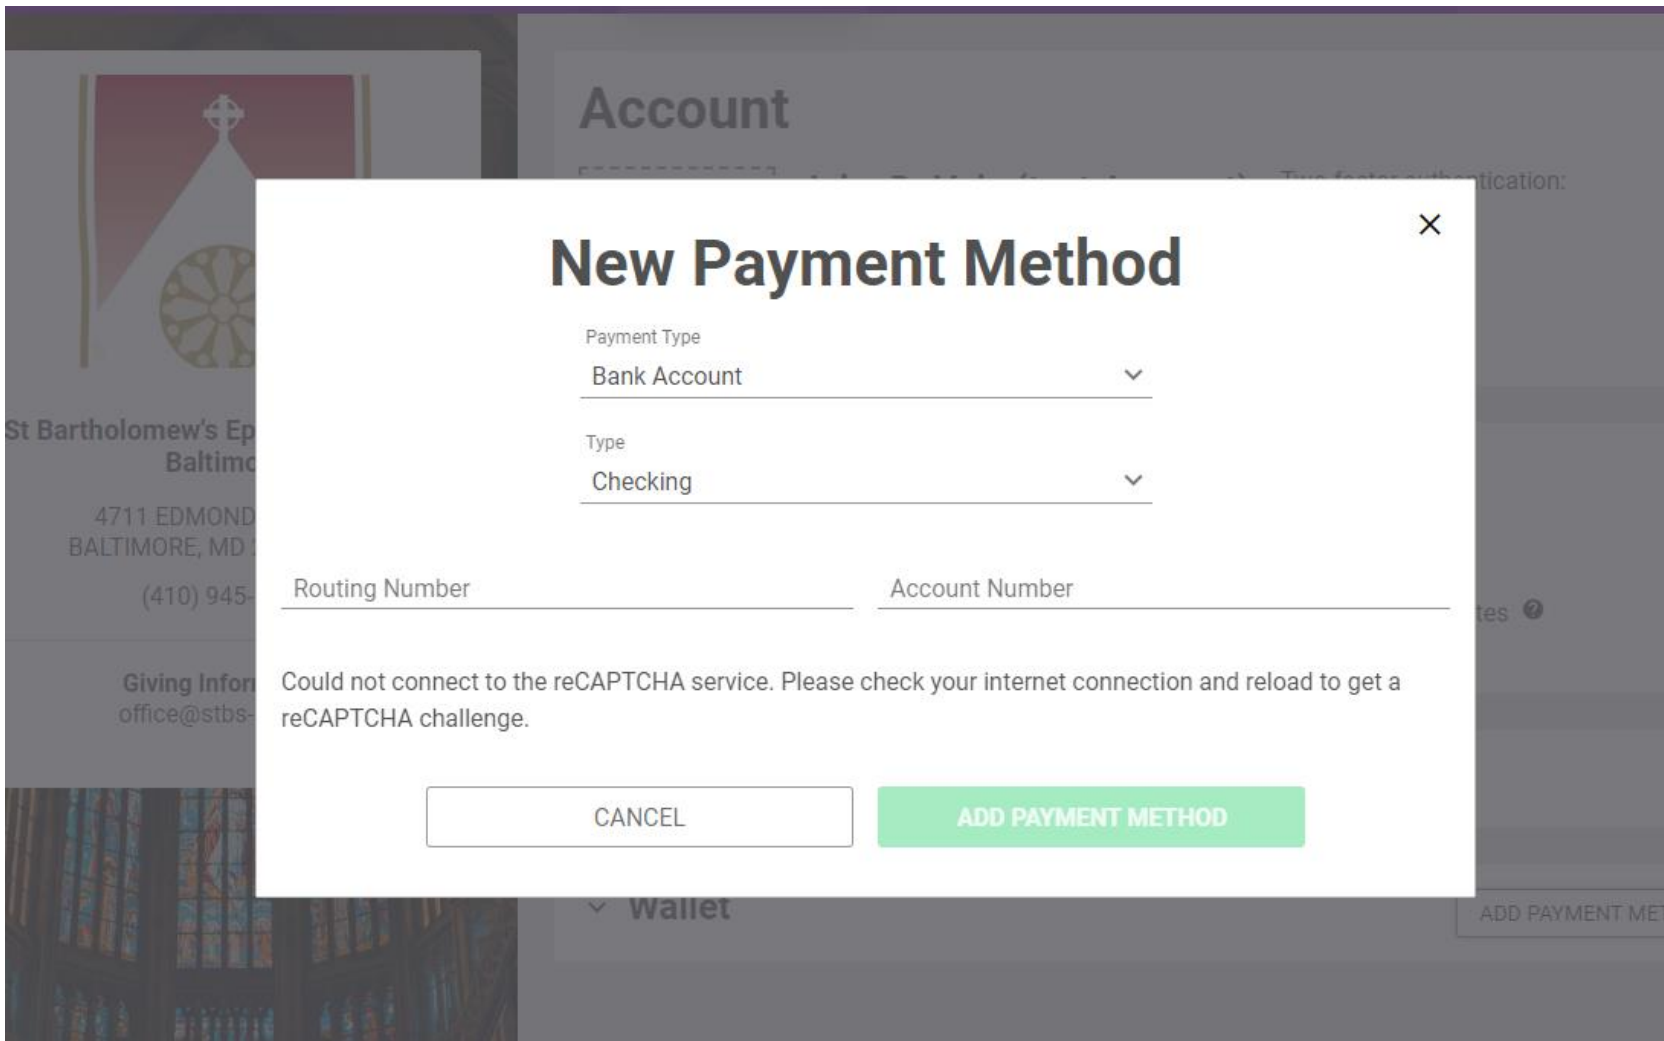 Account
Two factor authentication:
New Payment Method
Payment Type
Bank Account
St Bartholomew's Ep
Baltimo
Type
Checking
4711 EDMOND
BALTIMORE, MD
(410) 945-
Routing Number
Account Number
tes
Giving Infor
office@stbs-
Could not connect to the reCAPTCHA service. Please check your internet connection and reload to get a
reCAPTCHA challenge.
CANCEL
ADD PAYMENT METHOD
Wallet
ADD PAYMENT MET